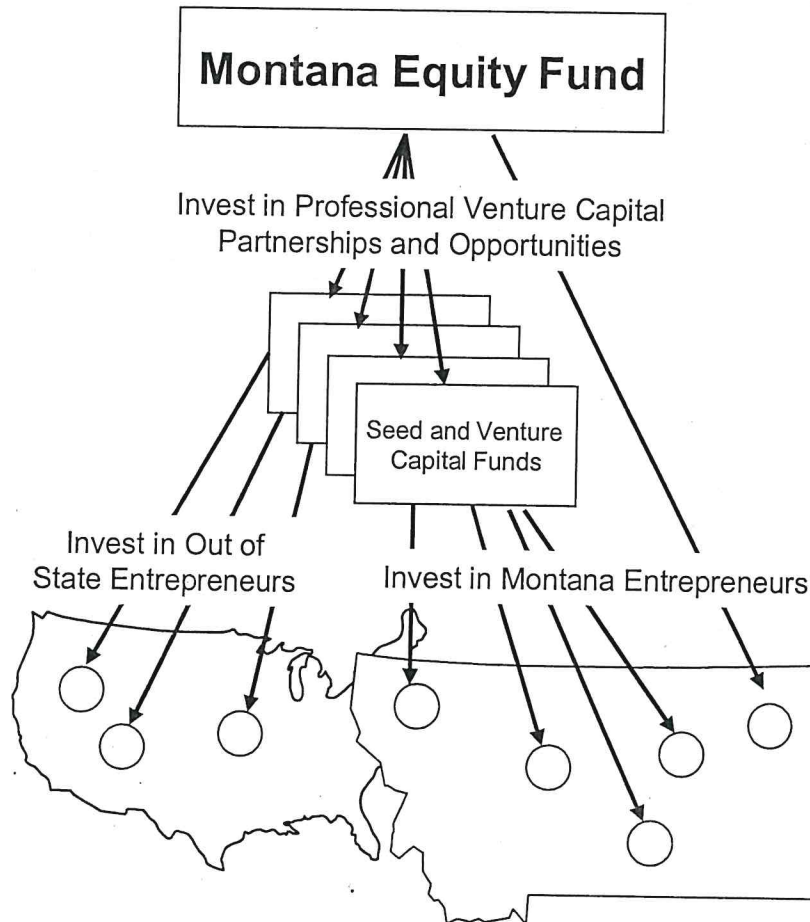 Montana Equity Fund
Invest in Professional Venture Capital
Partnerships and Opportunities
Seed and Venture
Capital Funds
Invest in Out of
State Entrepreneurs
Invest in Montana Entrepreneurs